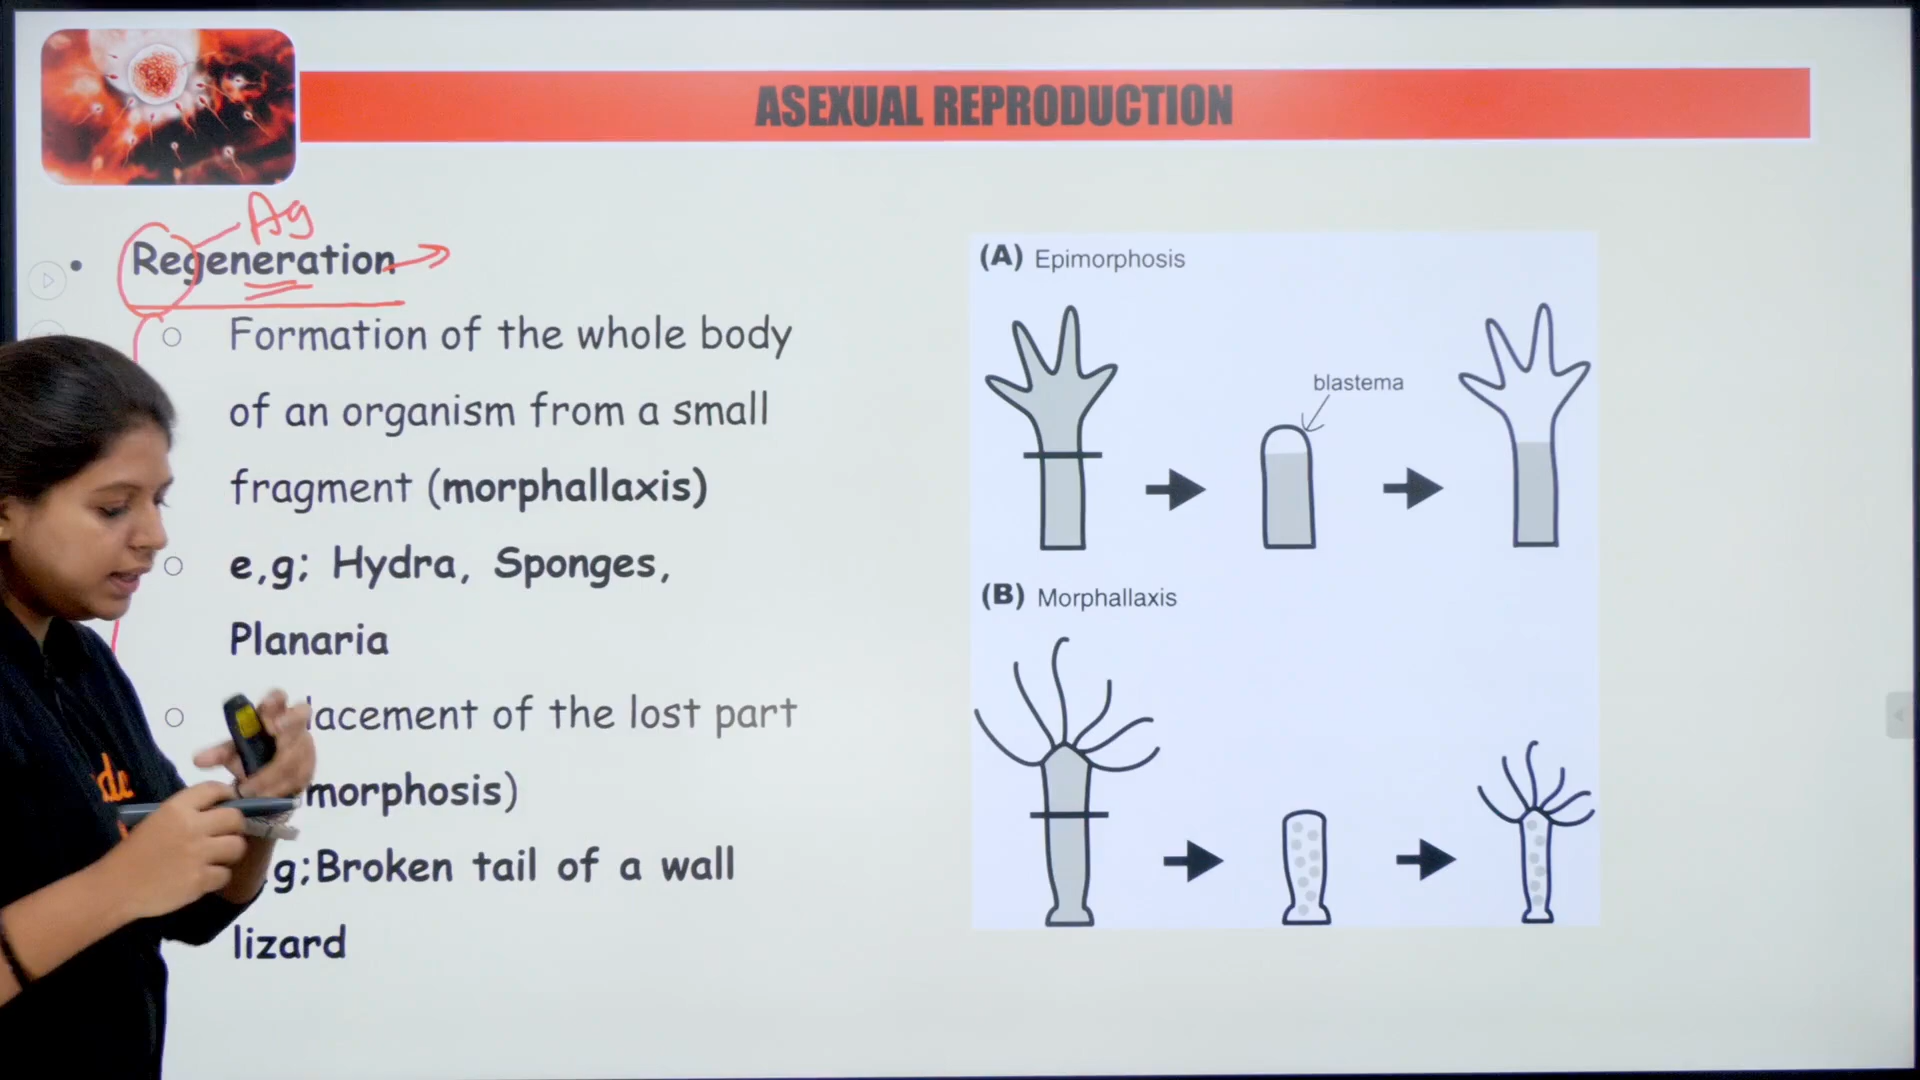 ASEXUAL REPRODUCTION
Ag
• Regeneration
○ Formation of the whole body
of an organism from a small
fragment (morphallaxis)
○ e,g; Hydra, Sponges,
Planaria
○ lacement of the lost part
morphosis)
g;Broken tail of a wall
lizard
(A) Epimorphosis
blastema
(B) Morphallaxis